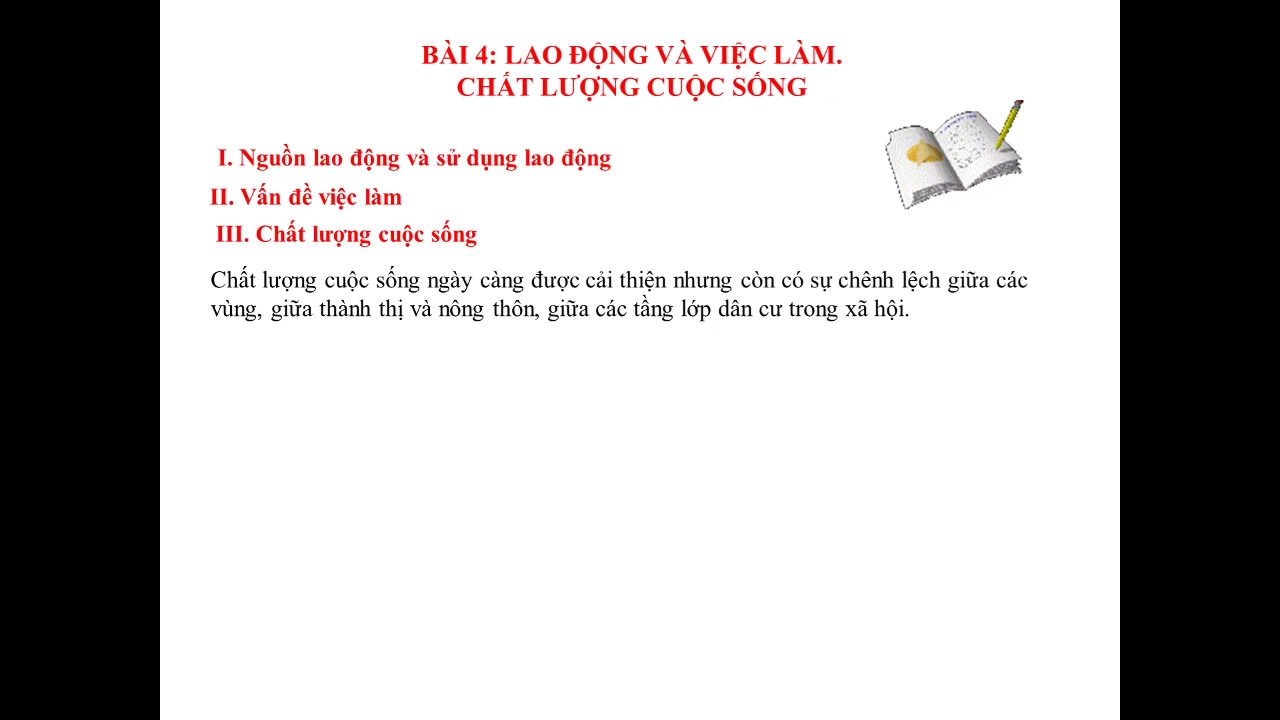 BÀI 4: LAO ĐỘNG VÀ VIỆC LÀM.
CHẤT LƯỢNG CUỘC SỐNG
I. Nguồn lao động và sử dụng lao động
II. Vấn đề việc làm
III. Chất lượng cuộc sống
Chất lượng cuộc sống ngày càng được cải thiện nhưng còn có sự chênh lệch giữa các
vùng, giữa thành thị và nông thôn, giữa các tầng lớp dân cư trong xã hội.